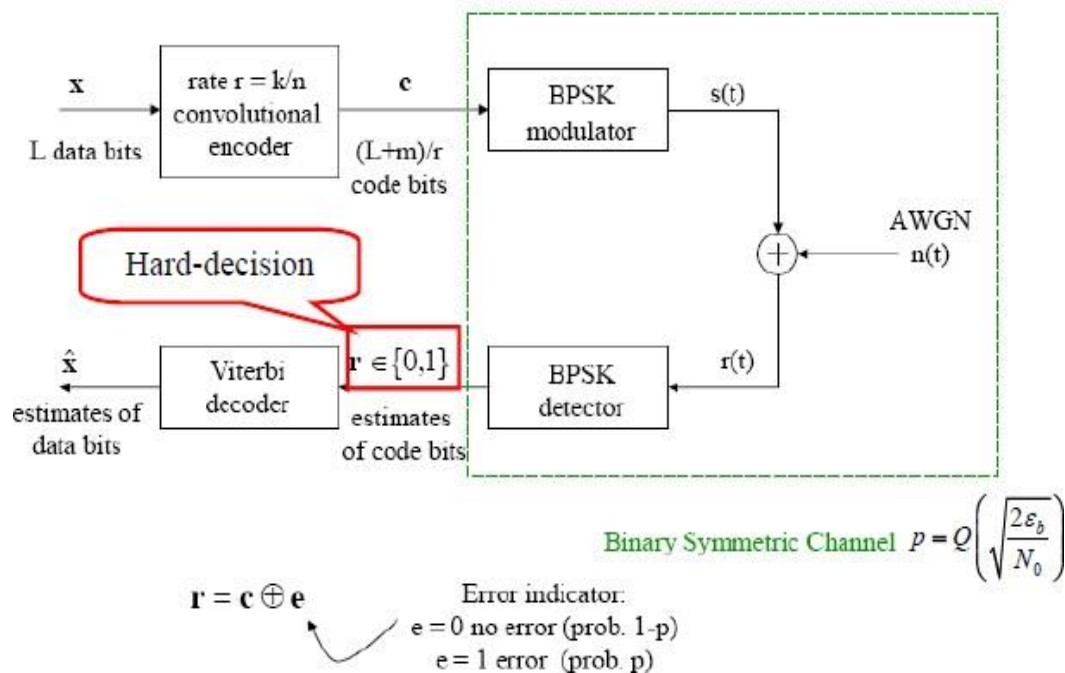 x
L data bits
rate r = k/n
convolutional
encoder
c
(L+m)/r
code bits
BPSK
modulator
s(t)
AWGN
n(t)
+
r(t)
BPSK
detector
Hard-decision
r ∈{0,1}
estimates
of code bits
Viterbi
decoder
x̂
estimates of
data bits
Binary Symmetric Channel p = Q(√(2ε_b/N_0))
r = c ⊕ e
Error indicator:
e = 0 no error (prob. 1-p)
e = 1 error (prob. p)